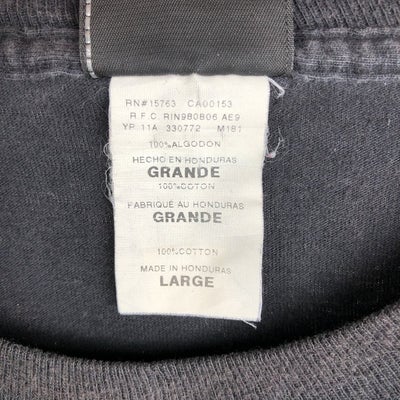 RN#15763 CA00153
R F C RIN980806 AE9
YP 11A 330772 M181
100%ALGODON
HECHO EN HONDURAS
GRANDE
100%COTON
FABRIQUÉ AU HONDURAS
GRANDE
100%COTTON
MADE IN HONDURAS
LARGE